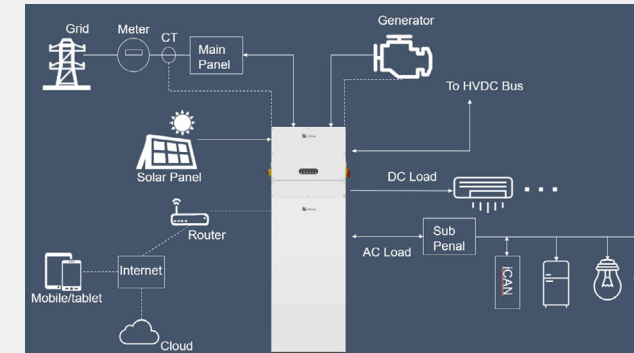 Grid
Meter
CT
Main
Panel
Generator
To HVDC Bus
Solar Panel
DC Load
Router
Sub
Penal
AC Load
Internet
iCAN
Mobile/tablet
Cloud